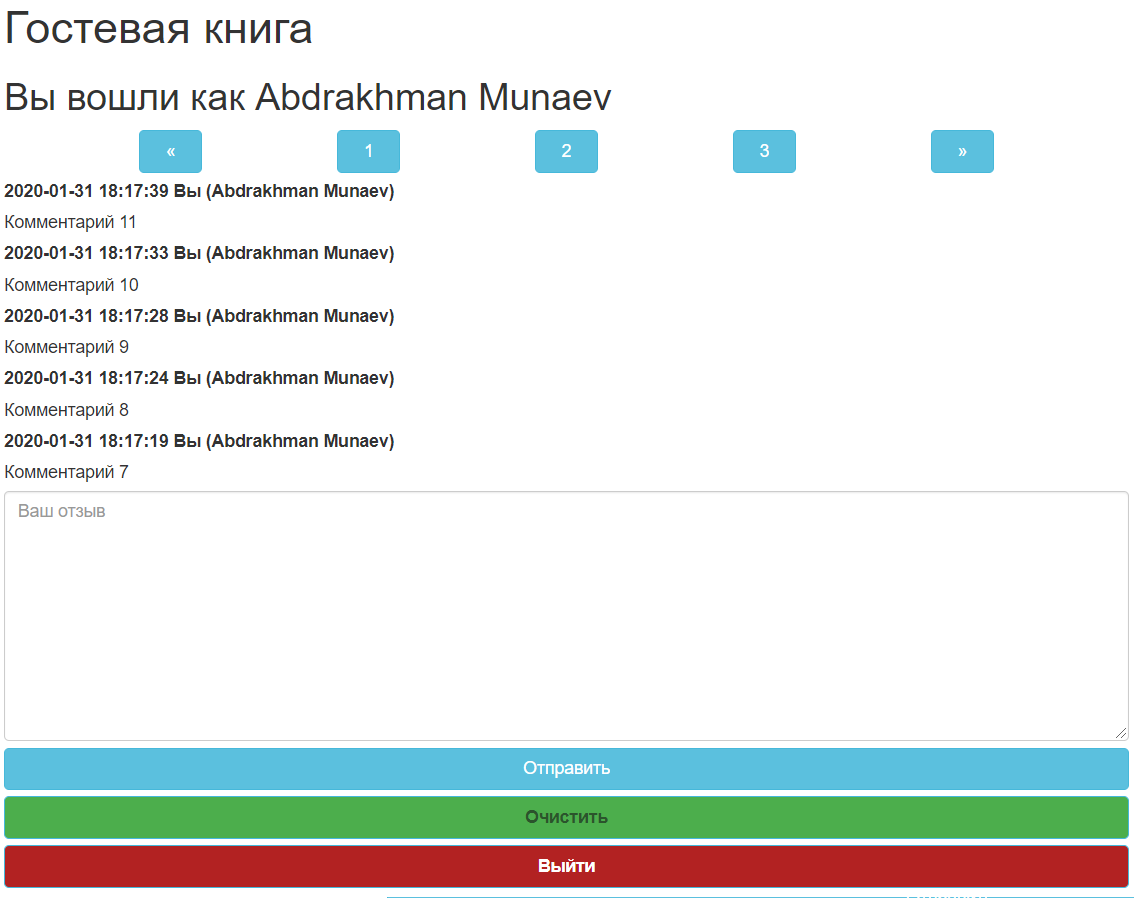 Гостевая книга
Вы вошли как Abdrakhman Munaev
« 1 2 3 »
2020-01-31 18:17:39 Вы (Abdrakhman Munaev)
Комментарий 11
2020-01-31 18:17:33 Вы (Abdrakhman Munaev)
Комментарий 10
2020-01-31 18:17:28 Вы (Abdrakhman Munaev)
Комментарий 9
2020-01-31 18:17:24 Вы (Abdrakhman Munaev)
Комментарий 8
2020-01-31 18:17:19 Вы (Abdrakhman Munaev)
Комментарий 7
Ваш отзыв
Отправить
Очистить
Выйти